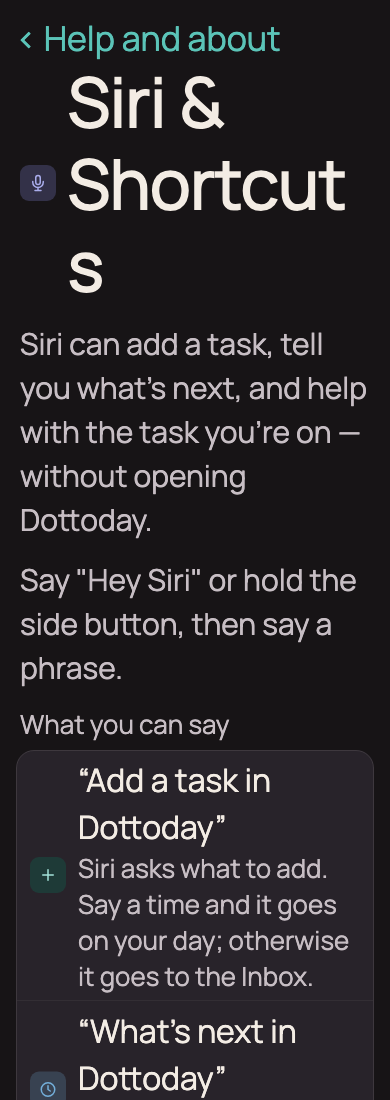 Help and about
Siri &
Shortcut
s
Siri can add a task, tell
you what’s next, and help
with the task you’re on —
without opening
Dottoday.
Say "Hey Siri" or hold the
side button, then say a
phrase.
What you can say
“Add a task in
Dottoday”
Siri asks what to add.
Say a time and it goes
on your day; otherwise
it goes to the Inbox.
“What’s next in
Dottoday”